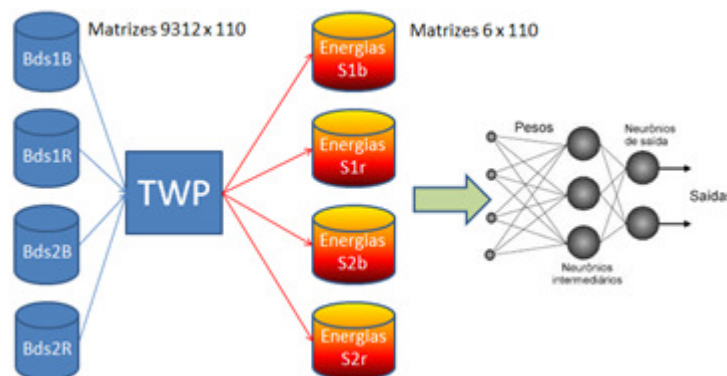 Matrizes 9312 x 110
Matrizes 6 x 110
Bds1B
Bds1R
Bds2B
Bds2R
TWP
Energias
S1b
Energias
S1r
Energias
S2b
Energias
S2r
Pesos
Neurônios
de saída
Saídas
Neurônios
intermediários